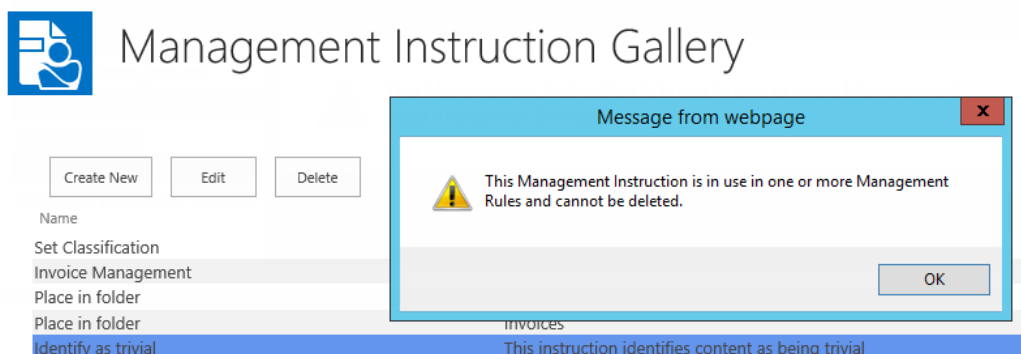 Management Instruction Gallery
Message from webpage
x
This Management Instruction is in use in one or more Management
Rules and cannot be deleted.
OK
Create New
Edit
Delete
Name
Set Classification
Invoice Management
Place in folder
Place in folder
Invoices
Identify as trivial
This instruction identifies content as being trivial